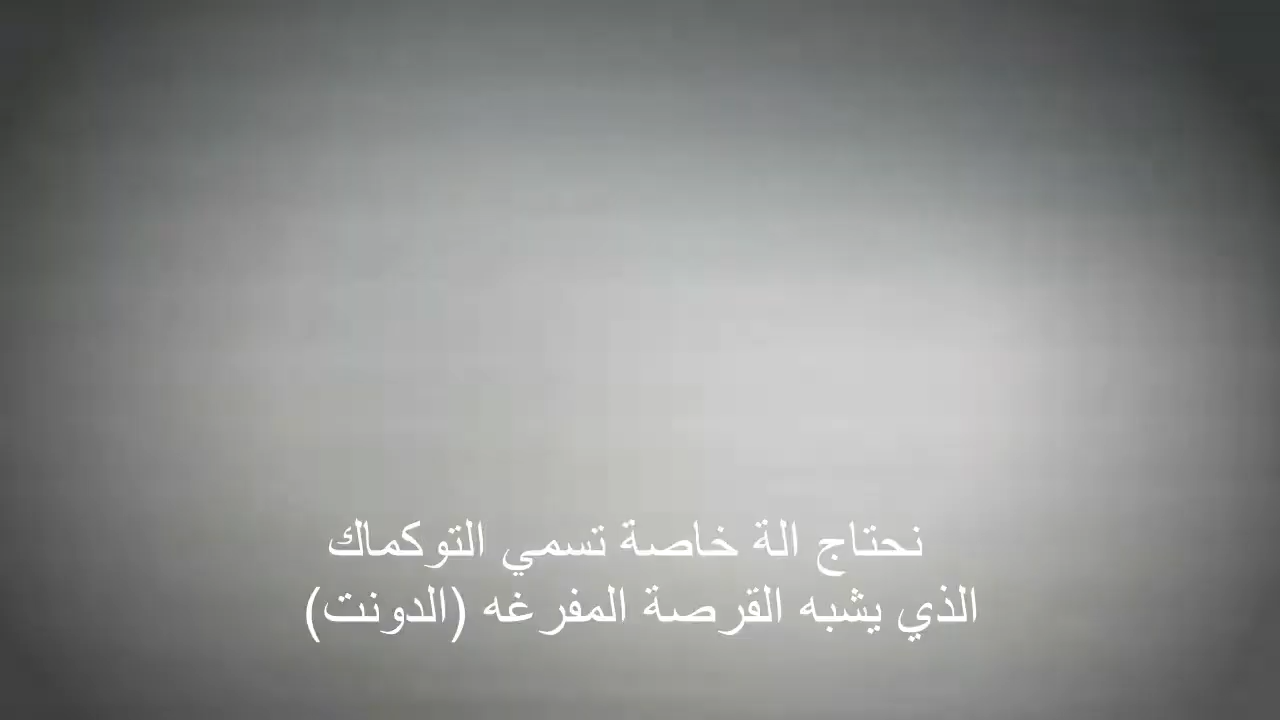 نحتاج الة خاصة تسمي التوكماك
الذي يشبه القرصة المفرغه (الدونت)